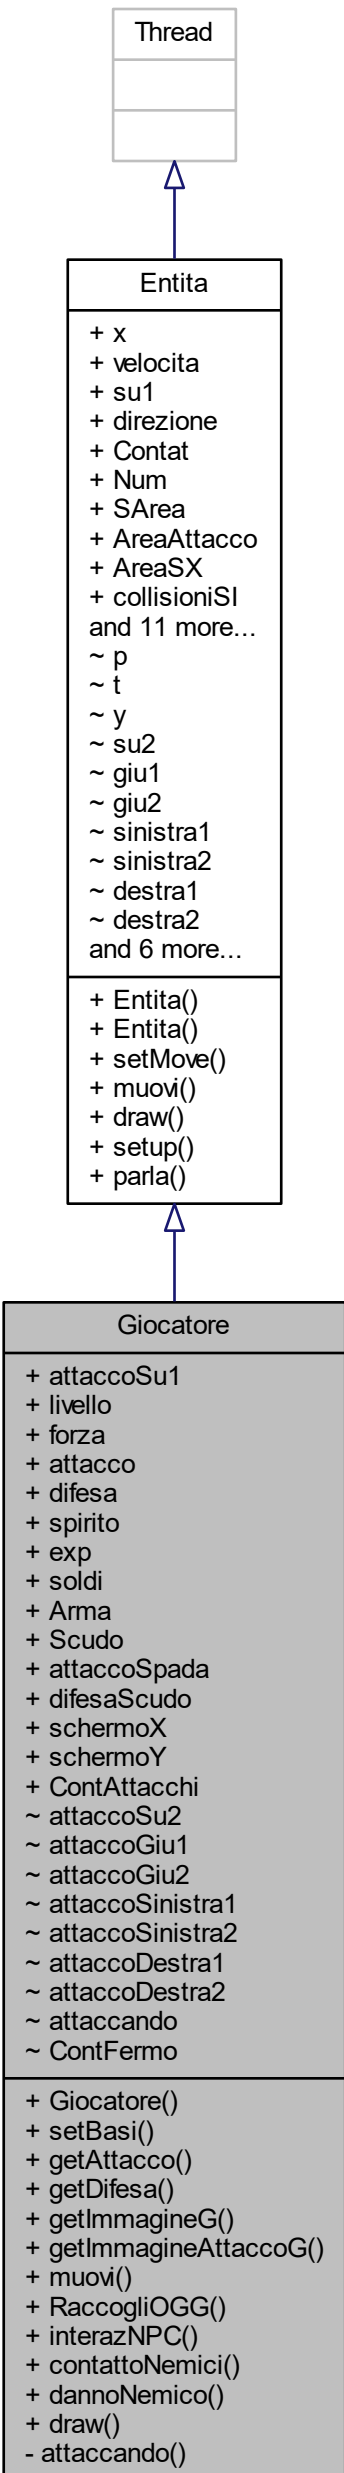 Thread
Entita
+ x
+ velocita
+ su1
+ direzione
+ Contat
+ Num
+ SArea
+ AreaAttacco
+ AreaSX
+ collisioniSI
and 11 more...
~ p
~ t
~ y
~ su2
~ giu1
~ giu2
~ sinistra1
~ sinistra2
~ destra1
~ destra2
and 6 more...
+ Entita()
+ Entita()
+ setMove()
+ muovi()
+ draw()
+ setup()
+ parla()
Giocatore
+ attaccoSu1
+ livello
+ forza
+ attacco
+ difesa
+ spirito
+ exp
+ soldi
+ Arma
+ Scudo
+ attaccoSpada
+ difesaScudo
+ schermoX
+ schermoY
+ ContAttacchi
~ attaccoSu2
~ attaccoGiu1
~ attaccoGiu2
~ attaccoSinistra1
~ attaccoSinistra2
~ attaccoDestra1
~ attaccoDestra2
~ attaccando
~ ContFermo
+ Giocatore()
+ setBasi()
+ getAttacco()
+ getDifesa()
+ getImmagineG()
+ getImmagineAttaccoG()
+ muovi()
+ RaccogliOGG()
+ interazNPC()
+ contattoNemici()
+ dannoNemico()
+ draw()
- attaccando()